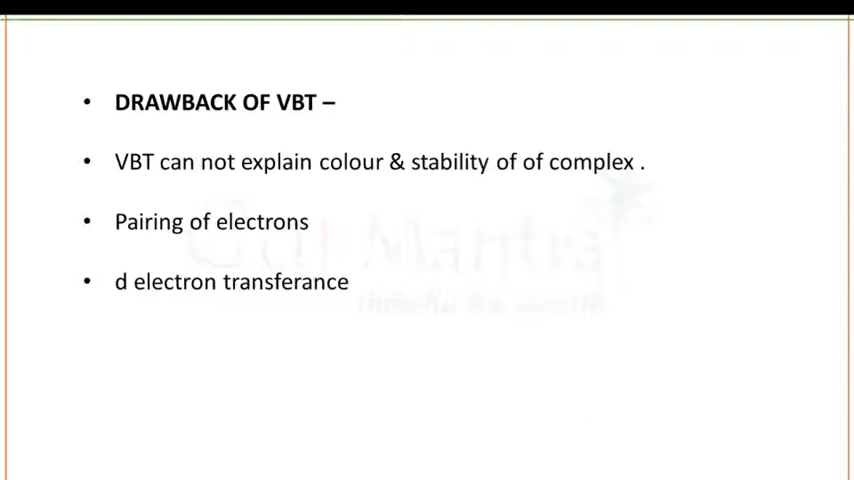 • DRAWBACK OF VBT –
• VBT can not explain colour & stability of of complex .
• Pairing of electrons
• d electron transferance